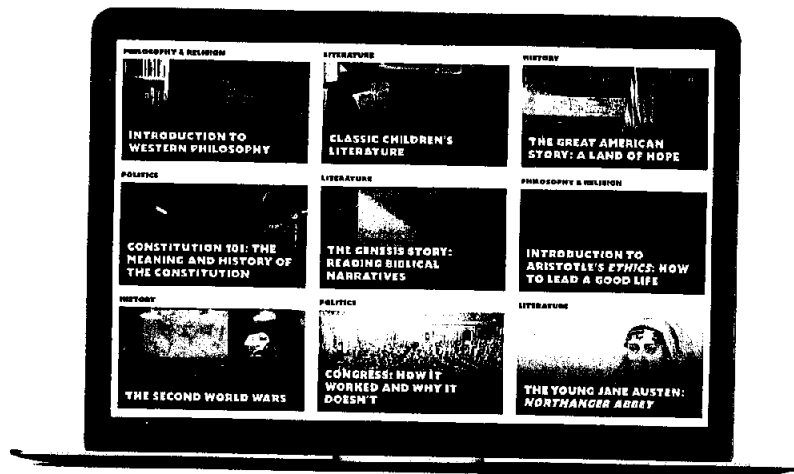 PHILOSOPHY & RELIGION
INTRODUCTION TO
WESTERN PHILOSOPHY
LITERATURE
CLASSIC CHILDREN'S
LITERATURE
HISTORY
THE GREAT AMERICAN
STORY: A LAND OF HOPE
POLITICS
CONSTITUTION 101: THE
MEANING AND HISTORY OF
THE CONSTITUTION
LITERATURE
THE GENESIS STORY:
READING BIBLICAL
NARRATIVES
PHILOSOPHY & RELIGION
INTRODUCTION TO
ARISTOTLE'S ETHICS: HOW
TO LEAD A GOOD LIFE
HISTORY
THE SECOND WORLD WARS
POLITICS
CONGRESS: HOW IT
WORKED AND WHY IT
DOESN'T
LITERATURE
THE YOUNG JANE AUSTEN:
NORTHANGER ABBEY